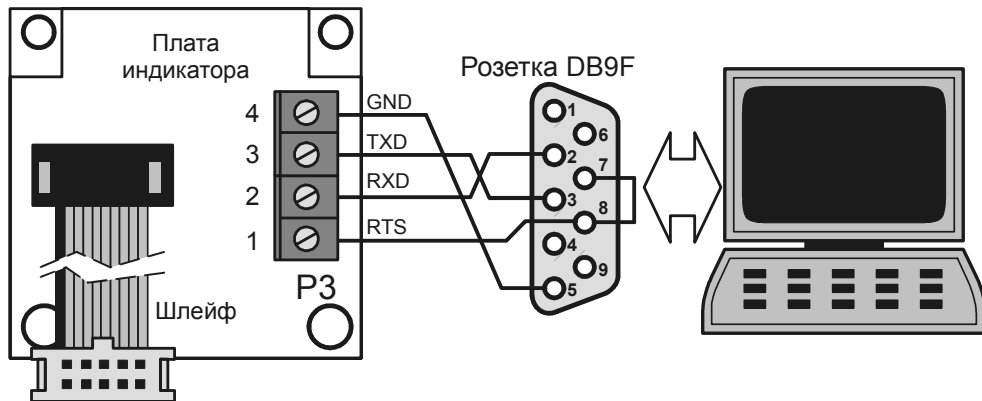 Плата
индикатора
4
3
2
1
GND
TXD
RXD
RTS
P3
Шлейф
Розетка DB9F
1
6
2
7
3
8
4
9
5